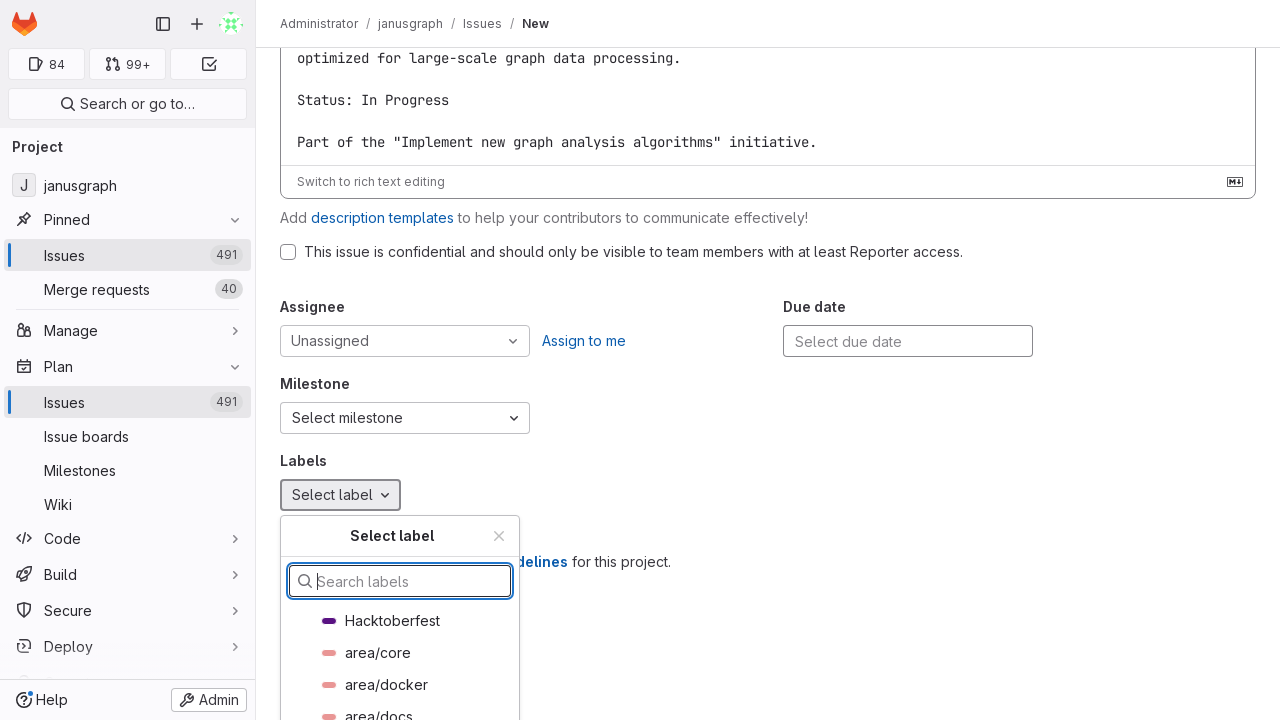 Administrator / janusgraph / Issues / New
84
99+
Search or go to…
Project
J janusgraph
Pinned
Issues 491
Merge requests 40
Manage
Plan
Issues 491
Issue boards
Milestones
Wiki
Code
Build
Secure
Deploy
Help
Admin
optimized for large-scale graph data processing.
Status: In Progress
Part of the "Implement new graph analysis algorithms" initiative.
Switch to rich text editing
Add description templates to help your contributors to communicate effectively!
This issue is confidential and should only be visible to team members with at least Reporter access.
Assignee
Unassigned
Assign to me
Due date
Select due date
Milestone
Select milestone
Labels
Select label
Select label
delines for this project.
Search labels
Hacktoberfest
area/core
area/docker
area/docs